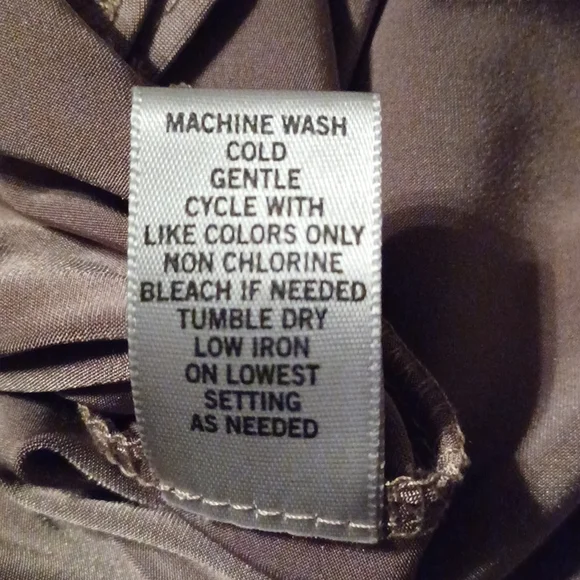 MACHINE WASH
COLD
GENTLE
CYCLE WITH
LIKE COLORS ONLY
NON CHLORINE
BLEACH IF NEEDED
TUMBLE DRY
LOW IRON
ON LOWEST
SETTING
AS NEEDED